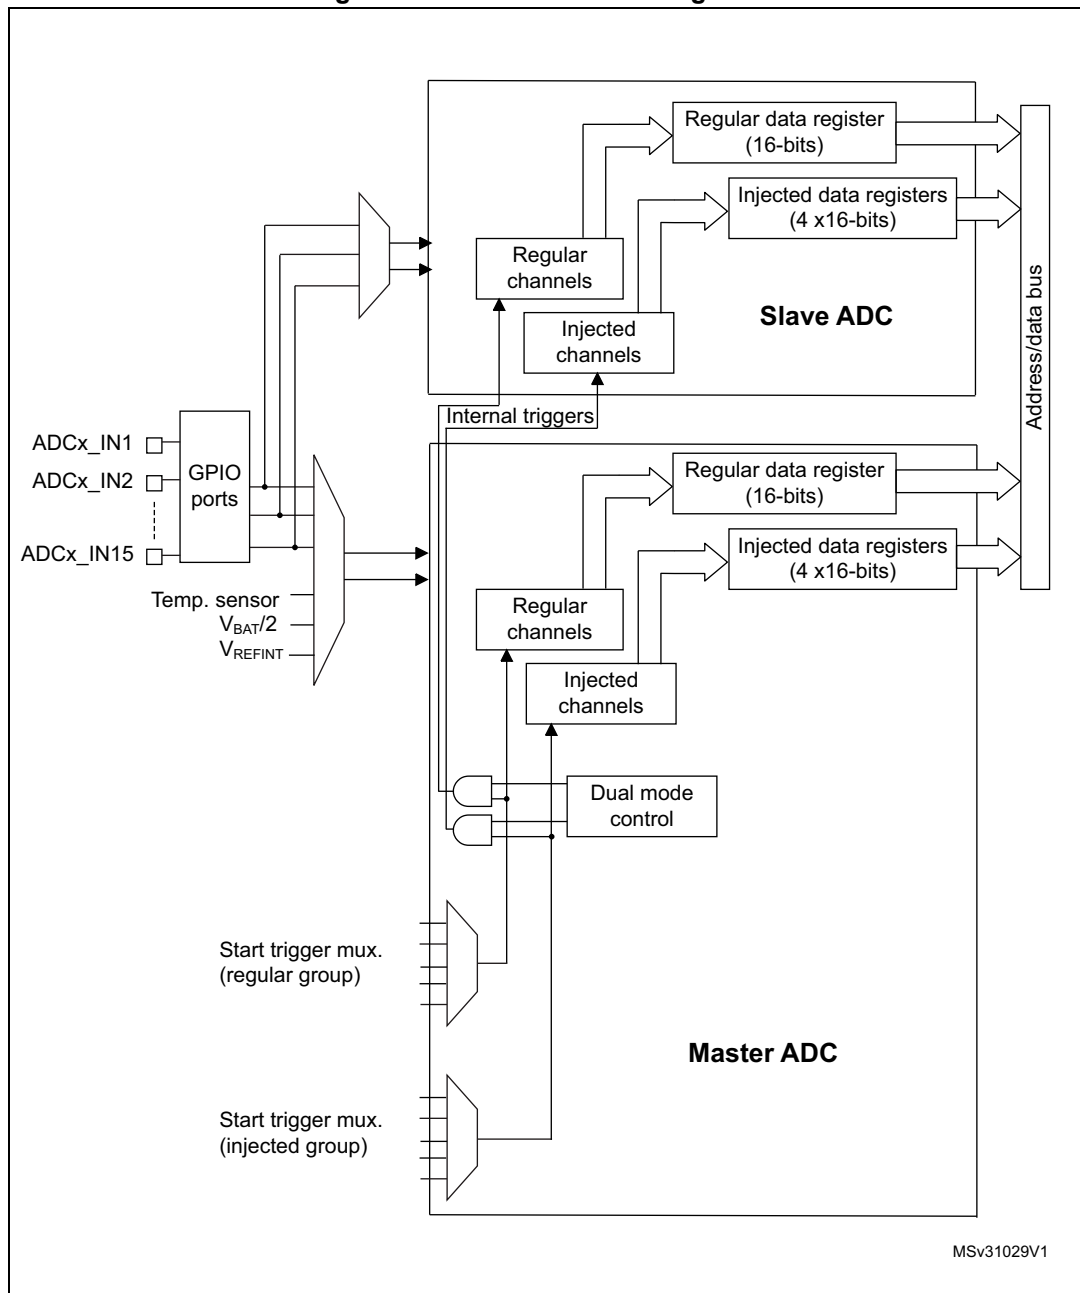 Regular data register
(16-bits)
Injected data registers
(4 x16-bits)
Regular
channels
Slave ADC
Injected
channels
Address/data bus
Internal triggers
ADCx_IN1
ADCx_IN2
ADCx_IN15
GPIO
ports
Regular data register
(16-bits)
Injected data registers
(4 x16-bits)
Temp. sensor
VBAT/2
VREFINT
Regular
channels
Injected
channels
Dual mode
control
Start trigger mux.
(regular group)
Master ADC
Start trigger mux.
(injected group)
MSv31029V1